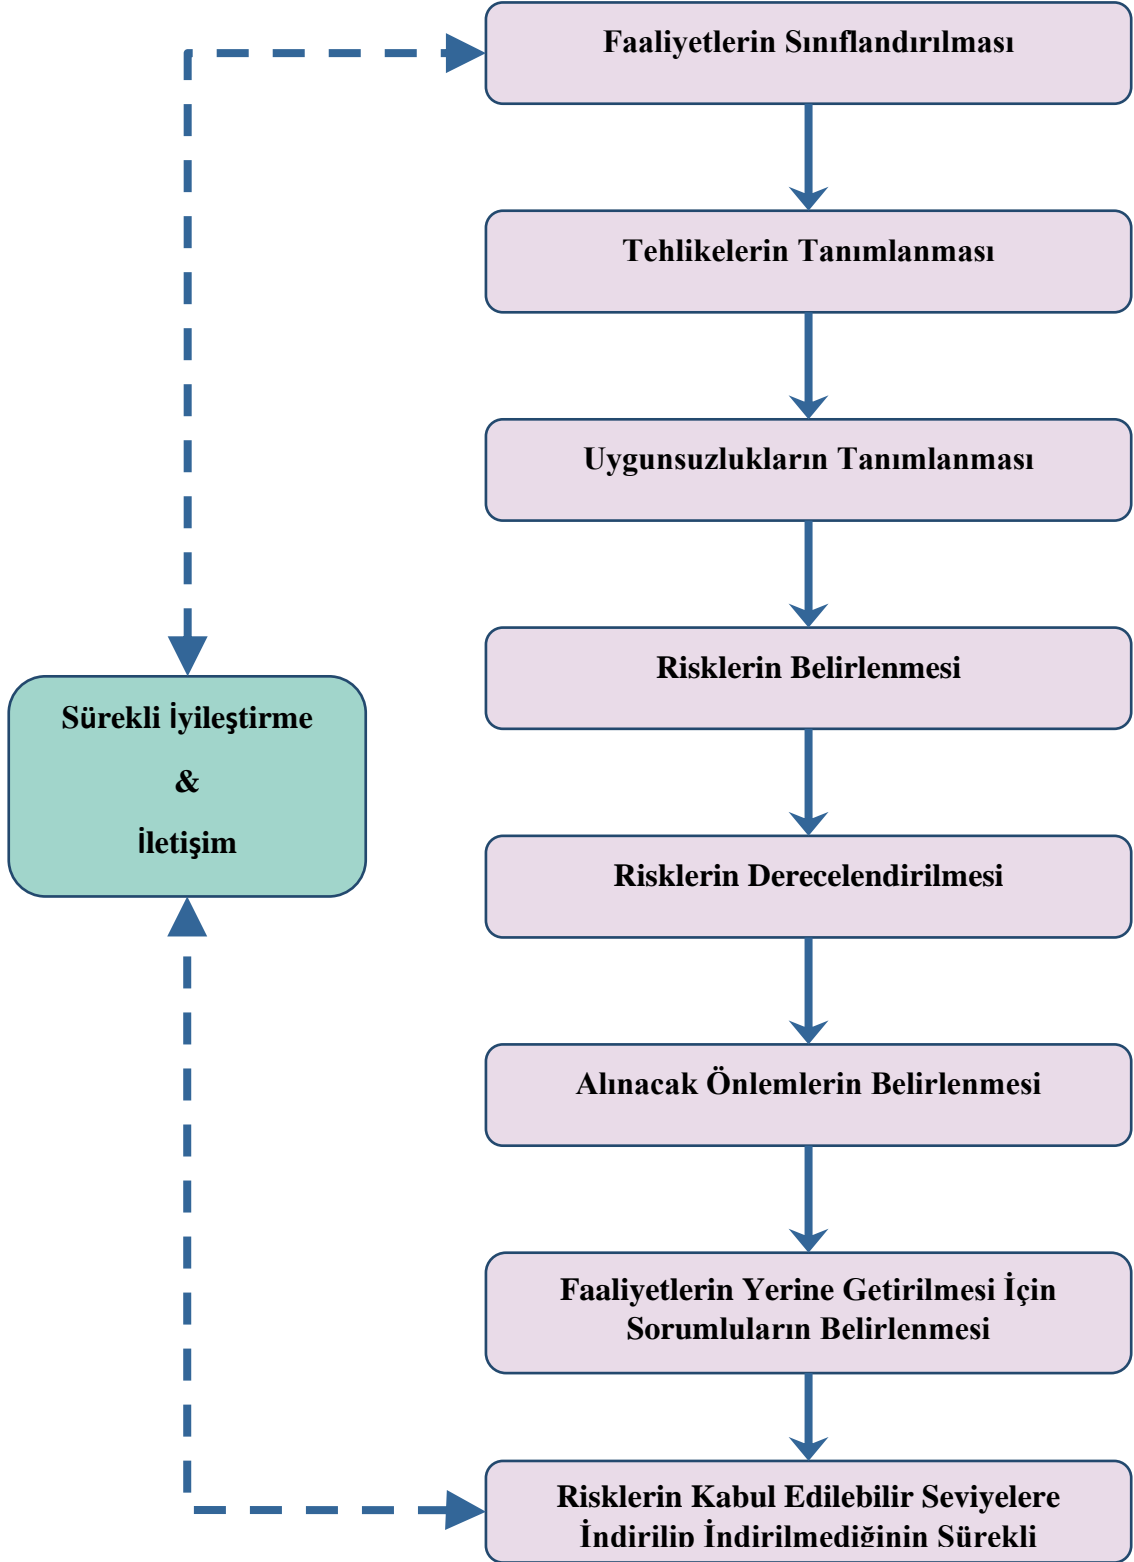 Faaliyetlerin Sınıflandırılması
Tehlikelerin Tanımlanması
Uygunsuzlukların Tanımlanması
Risklerin Belirlenmesi
Sürekli İyileştirme
&
İletişim
Risklerin Derecelendirilmesi
Alınacak Önlemlerin Belirlenmesi
Faaliyetlerin Yerine Getirilmesi İçin
Sorumluların Belirlenmesi
Risklerin Kabul Edilebilir Seviyelere
İndirilip İndirilmediğinin Sürekli